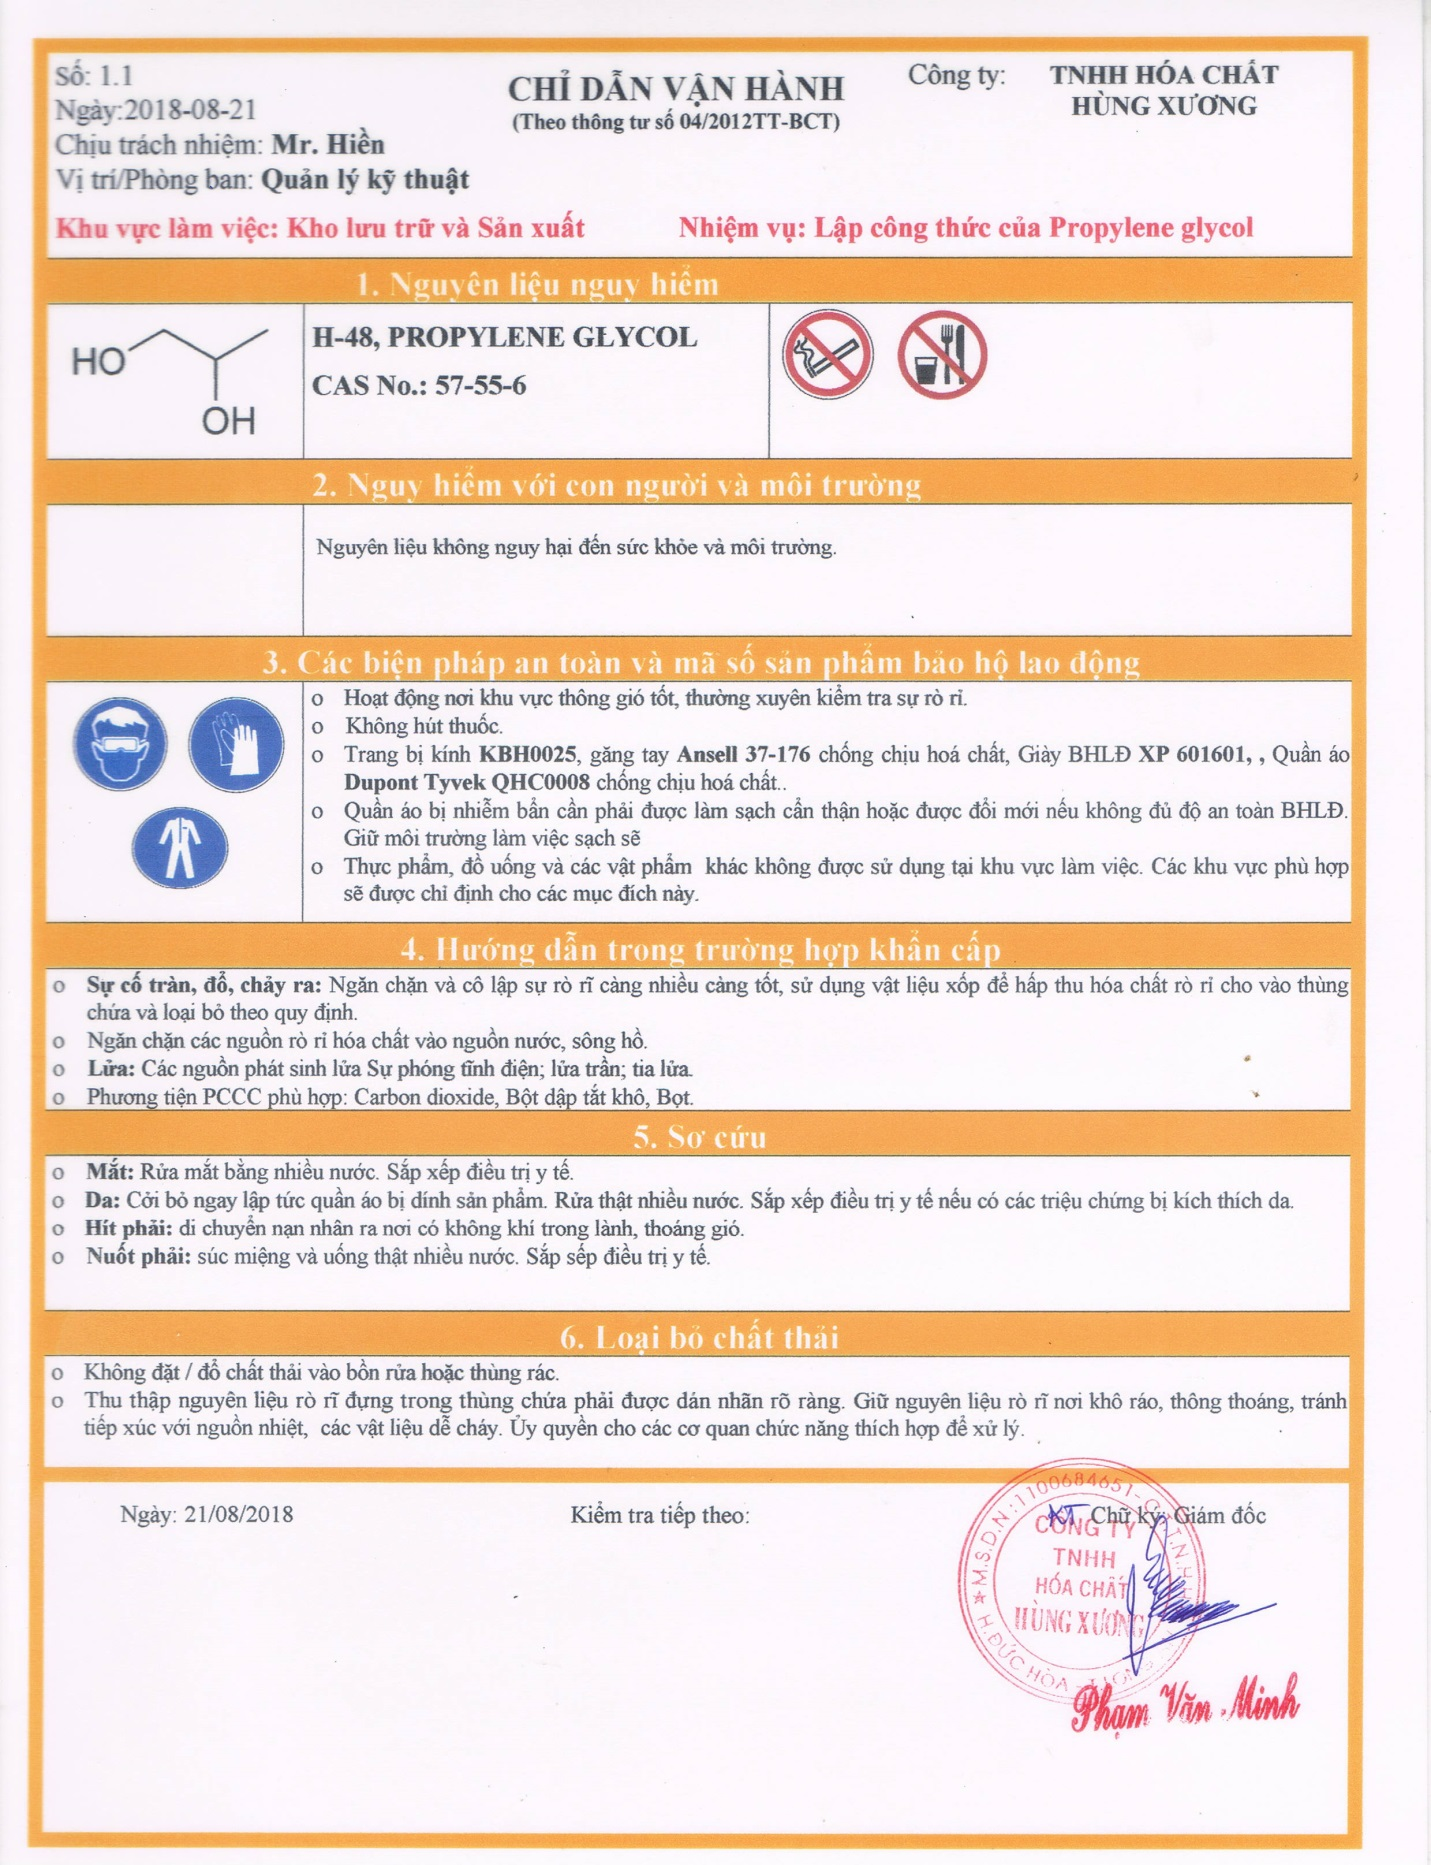 Số: 1.1
Ngày:2018-08-21
Chịu trách nhiệm: Mr. Hiền
Vị trí/Phòng ban: Quản lý kỹ thuật
CHỈ DẪN VẬN HÀNH
(Theo thông tư số 04/2012TT-BCT)
Công ty: TNHH HÓA CHẤT
HÙNG XƯƠNG
Khu vực làm việc: Kho lưu trữ và Sản xuất Nhiệm vụ: Lập công thức của Propylene glycol
1. Nguyên liệu nguy hiểm
HO
OH
H-48, PROPYLENE GLYCOL
CAS No.: 57-55-6
2. Nguy hiểm với con người và môi trường
Nguyên liệu không nguy hại đến sức khỏe và môi trường.
3. Các biện pháp an toàn và mã số sản phẩm bảo hộ lao động
o Hoạt động nơi khu vực thông gió tốt, thường xuyên kiểm tra sự rò rỉ.
o Không hút thuốc.
o Trang bị kính KBH0025, găng tay Ansell 37-176 chống chịu hoá chất, Giày BHLĐ XP 601601, , Quần áo
Dupont Tyvek QHC0008 chống chịu hoá chất..
o Quần áo bị nhiễm bẩn cần phải được làm sạch cẩn thận hoặc được đổi mới nếu không đủ độ an toàn BHLĐ.
Giữ môi trường làm việc sạch sẽ
o Thực phẩm, đồ uống và các vật phẩm khác không được sử dụng tại khu vực làm việc. Các khu vực phù hợp
sẽ được chỉ định cho các mục đích này.
4. Hướng dẫn trong trường hợp khẩn cấp
o Sự cố tràn, đổ, chảy ra: Ngăn chặn và cô lập sự rò rĩ càng nhiều càng tốt, sử dụng vật liệu xốp để hấp thu hóa chất rò rỉ cho vào thùng
chứa và loại bỏ theo quy định.
o Ngăn chặn các nguồn rò rỉ hóa chất vào nguồn nước, sông hồ.
o Lửa: Các nguồn phát sinh lửa Sự phóng tĩnh điện; lửa trần; tia lửa.
o Phương tiện PCCC phù hợp: Carbon dioxide, Bột dập tắt khô, Bọt.
5. Sơ cứu
o Mắt: Rửa mắt bằng nhiều nước. Sắp xếp điều trị y tế.
o Da: Cởi bỏ ngay lập tức quần áo bị dính sản phẩm. Rửa thật nhiều nước. Sắp xếp điều trị y tế nếu có các triệu chứng bị kích thích da.
o Hít phải: di chuyển nạn nhân ra nơi có không khí trong lành, thoáng gió.
o Nuốt phải: súc miệng và uống thật nhiều nước. Sắp sếp điều trị y tế.
6. Loại bỏ chất thải
o Không đặt / đổ chất thải vào bồn rửa hoặc thùng rác.
o Thu thập nguyên liệu rò rĩ đựng trong thùng chứa phải được dán nhãn rõ ràng. Giữ nguyên liệu rò rĩ nơi khô ráo, thông thoáng, tránh
tiếp xúc với nguồn nhiệt, các vật liệu dễ cháy. Ủy quyền cho các cơ quan chức năng thích hợp để xử lý.
Ngày: 21/08/2018 Kiểm tra tiếp theo: KT Chữ ký: Giám đốc
M.S.D.N:1100684651-C.T.T.N.H.H
CÔNG TY
TNHH
HÓA CHẤT
HÙNG XƯƠNG
H.ĐỨC HÒA
Phạm Văn Minh